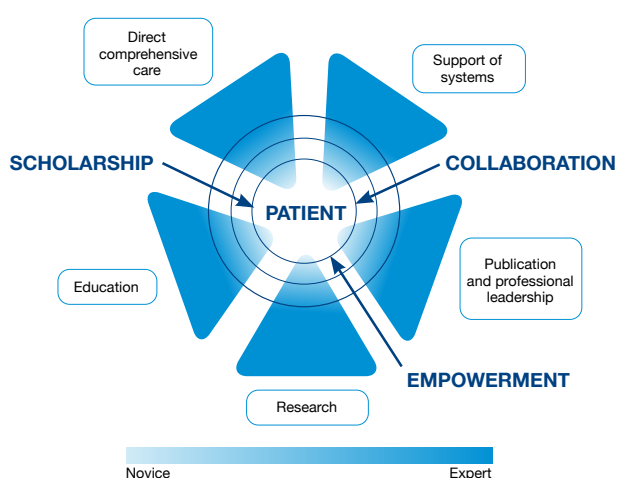 Direct
comprehensive
care
Support of
systems
SCHOLARSHIP
COLLABORATION
PATIENT
Education
Publication
and professional
leadership
EMPOWERMENT
Research
Novice
Expert